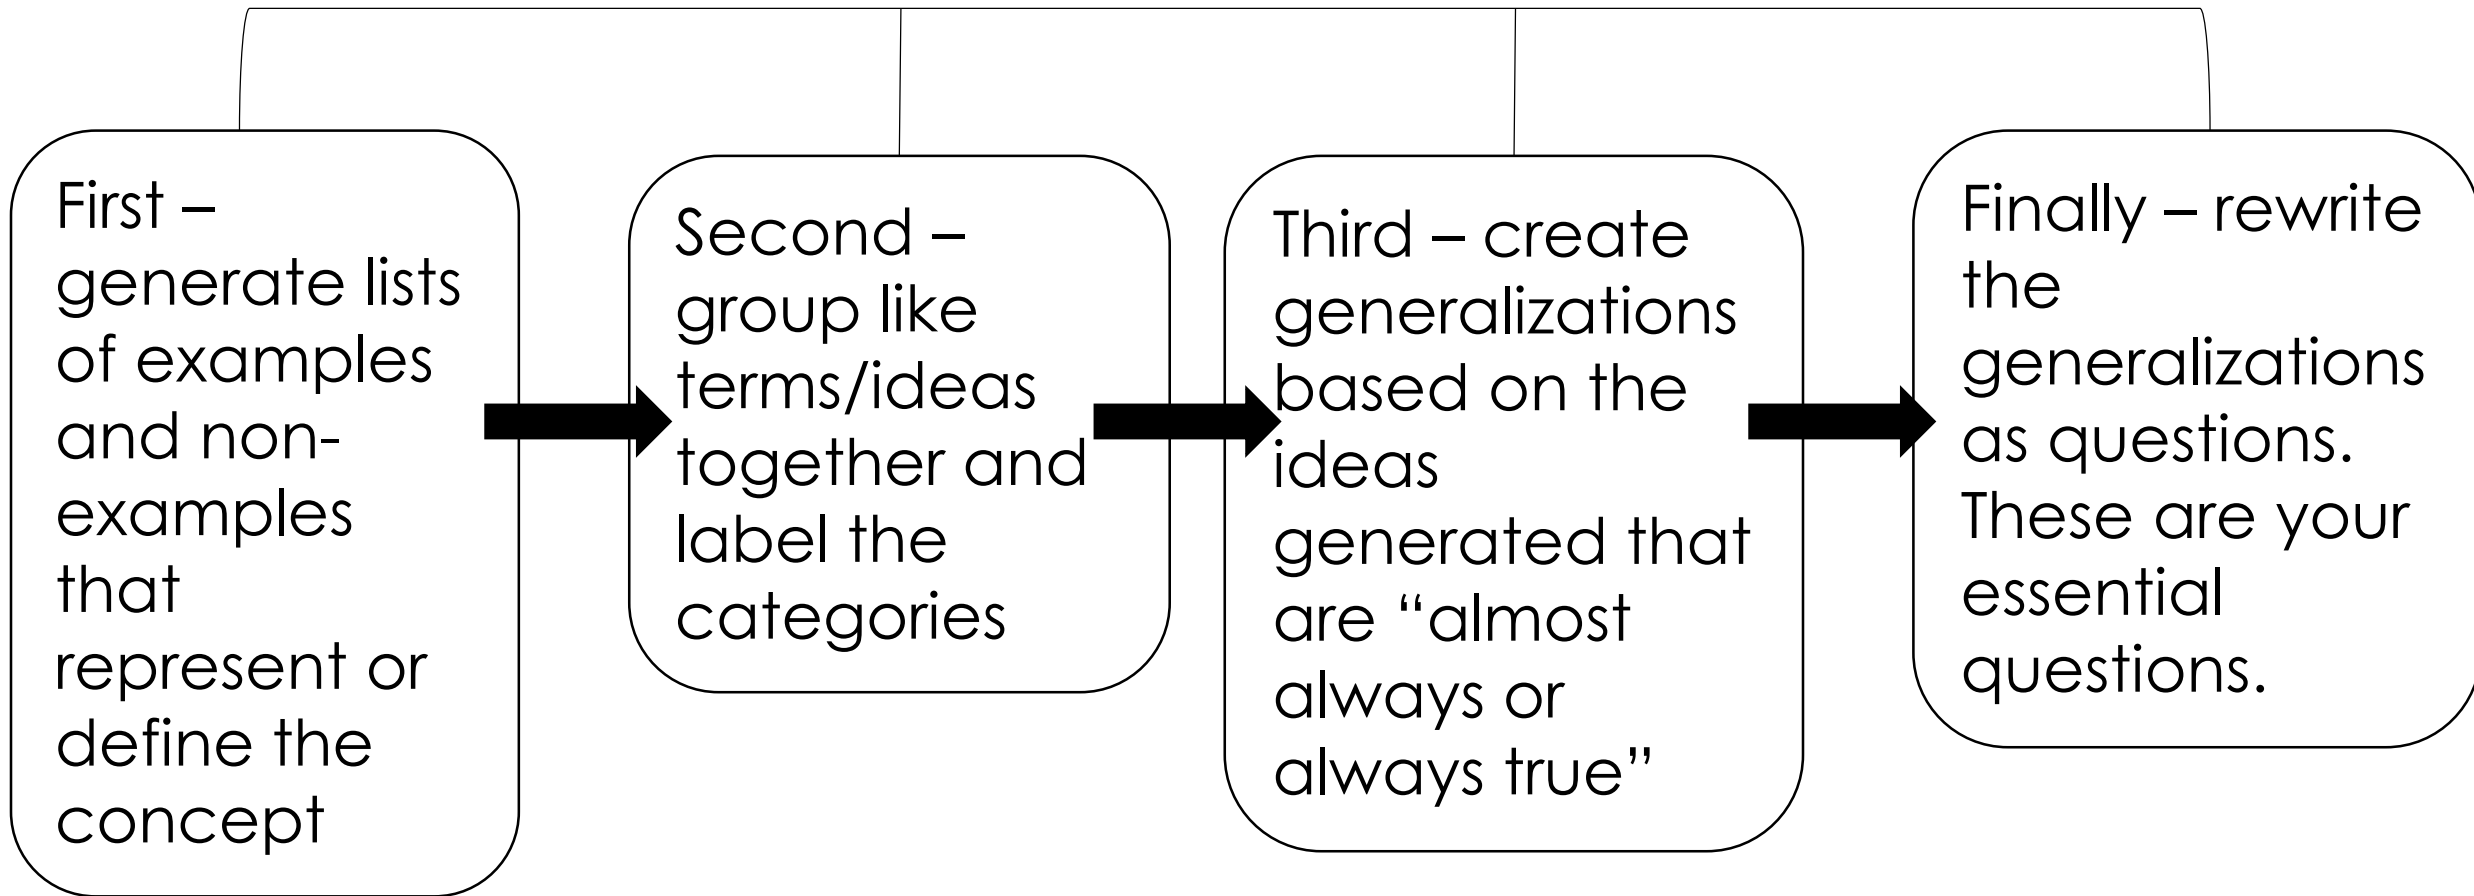 First –
generate lists
of examples
and non-
examples
that
represent or
define the
concept
Second –
group like
terms/ideas
together and
label the
categories
Third – create
generalizations
based on the
ideas
generated that
are “almost
always or
always true”
Finally – rewrite
the
generalizations
as questions.
These are your
essential
questions.